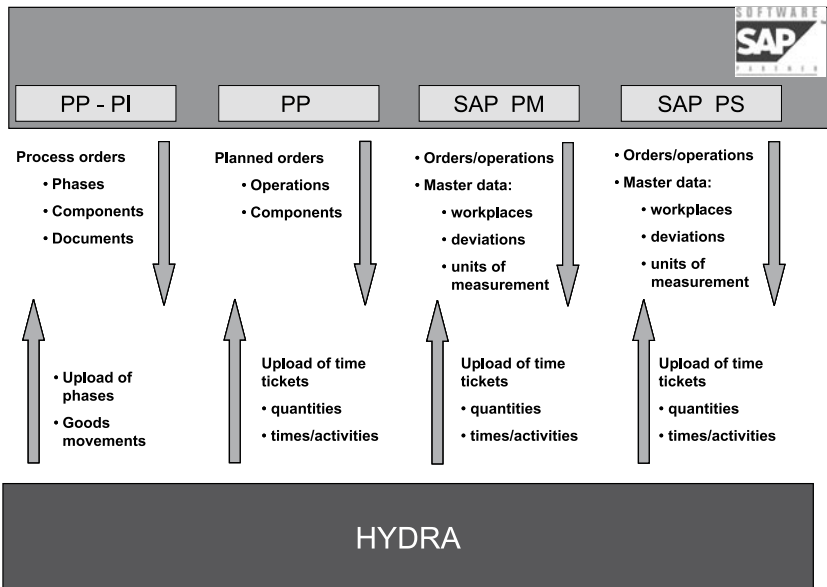 SOFTWARE
SAP
PARTNER
PP - PI
PP
SAP PM
SAP PS
Process orders
• Phases
• Components
• Documents
Planned orders
• Operations
• Components
• Orders/operations
• Master data:
• workplaces
• deviations
• units of
measurement
• Orders/operations
• Master data:
• workplaces
• deviations
• units of
measurement
• Upload of
phases
• Goods
movements
Upload of time
tickets
• quantities
• times/activities
Upload of time
tickets
• quantities
• times/activities
Upload of time
tickets
• quantities
• times/activities
HYDRA